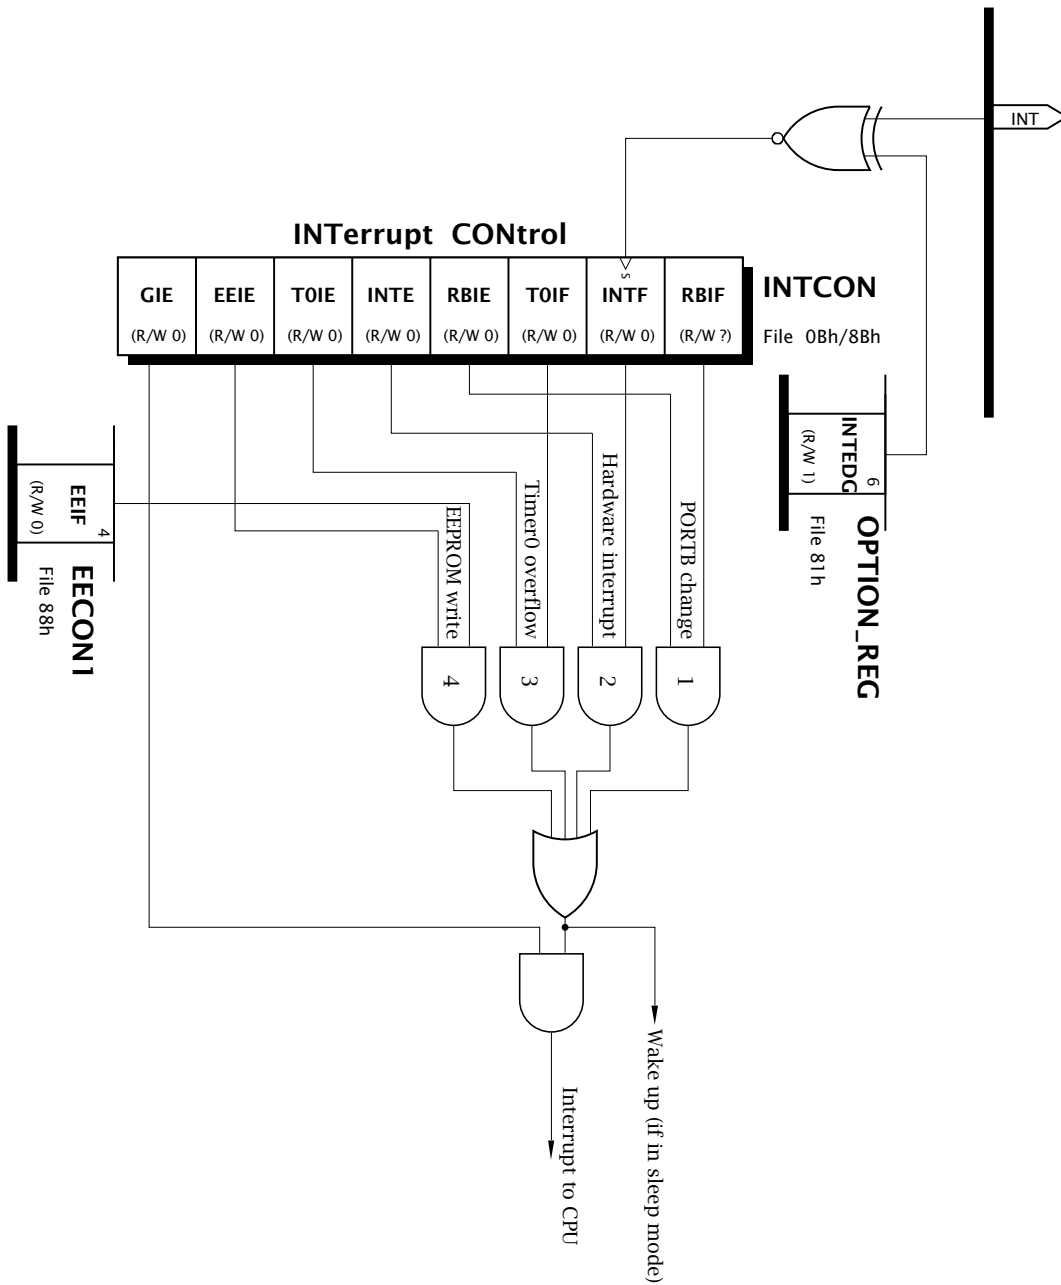 INT
INTerrupt CONtrol
GIE
(R/W 0)
EEIE
(R/W 0)
T0IE
(R/W 0)
INTE
(R/W 0)
RBIE
(R/W 0)
T0IF
(R/W 0)
s
INTF
(R/W 0)
RBIF
(R/W ?)
INTCON
File 0Bh/8Bh
INTEDG
6
(R/W 1)
OPTION_REG
File 81h
EEIF
4
(R/W 0)
EECON1
File 88h
EEPROM write
Timer0 overflow
Hardware interrupt
PORTB change
4
3
2
1
Wake up (if in sleep mode)
Interrupt to CPU